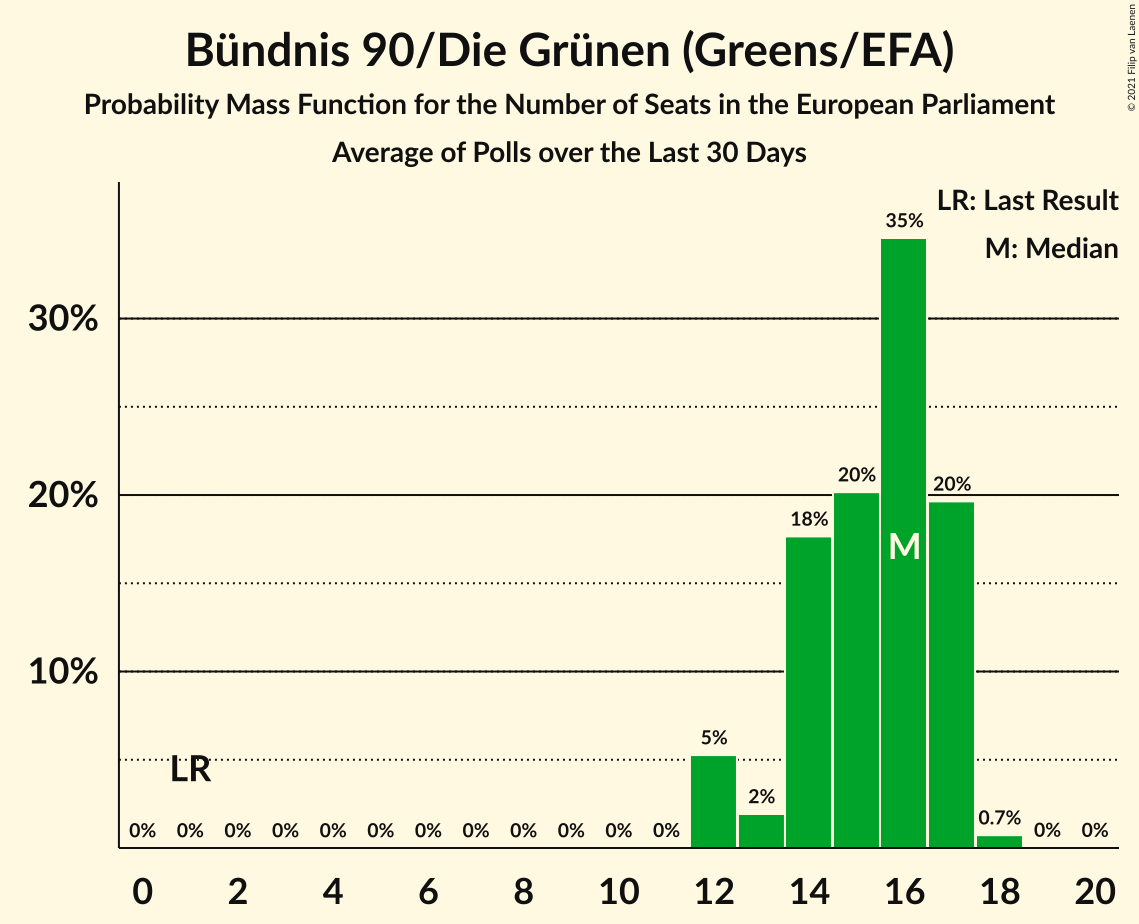 Bündnis 90/Die Grünen (Greens/EFA)
Probability Mass Function for the Number of Seats in the European Parliament
Average of Polls over the Last 30 Days
© 2021 Filip van Laenen
LR: Last Result
M: Median
35%
30%
20%
20%
20%
18%
M
10%
5%
LR
2%
0.7%
0% 0% 0% 0% 0% 0% 0% 0% 0% 0% 0% 0% 0% 0%
0 2 4 6 8 10 12 14 16 18 20